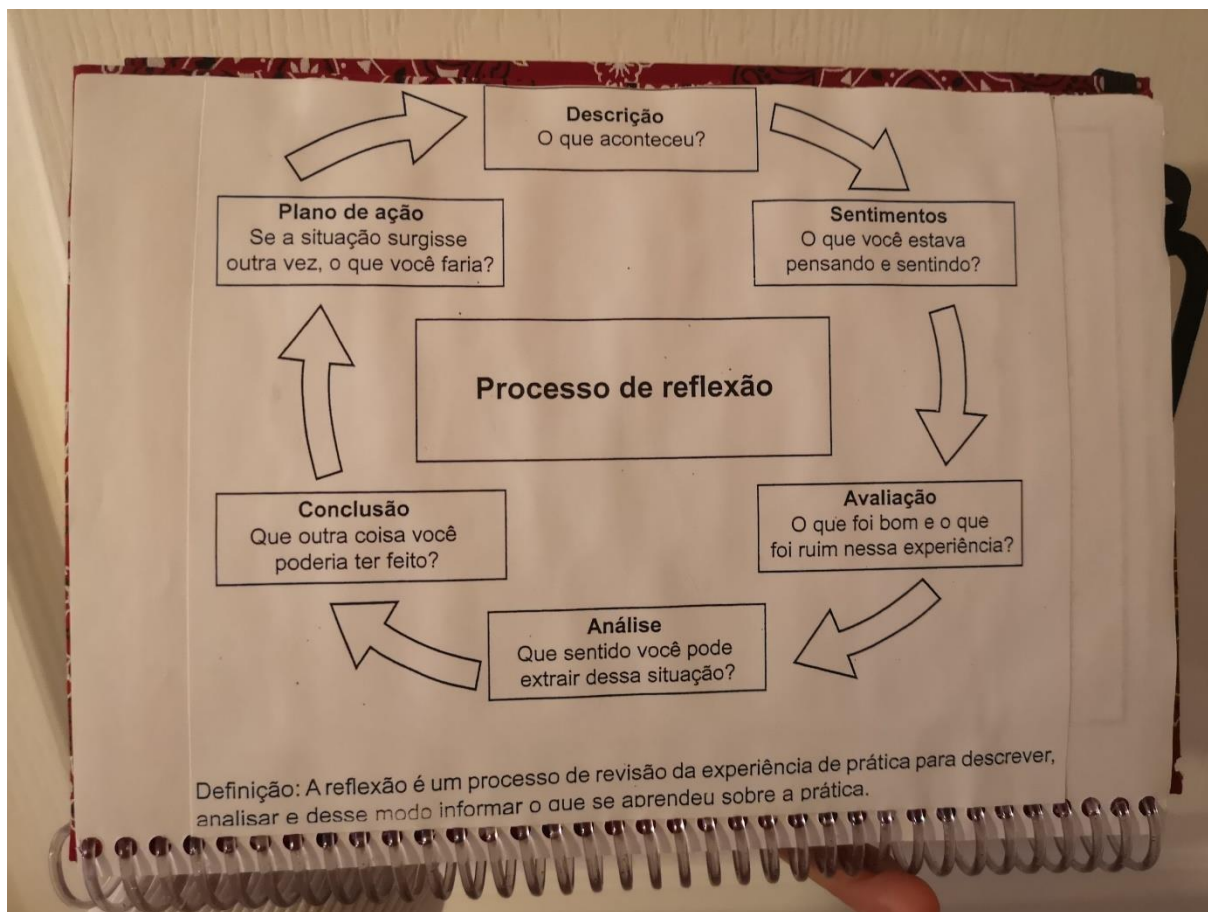 Descrição
O que aconteceu?
Sentimentos
O que você estava
pensando e sentindo?
Avaliação
O que foi bom e o que
foi ruim nessa experiência?
Análise
Que sentido você pode
extrair dessa situação?
Conclusão
Que outra coisa você
poderia ter feito?
Plano de ação
Se a situação surgisse
outra vez, o que você faria?
Processo de reflexão
Definição: A reflexão é um processo de revisão da experiência de prática para descrever,
analisar e desse modo informar o que se aprendeu sobre a prática.